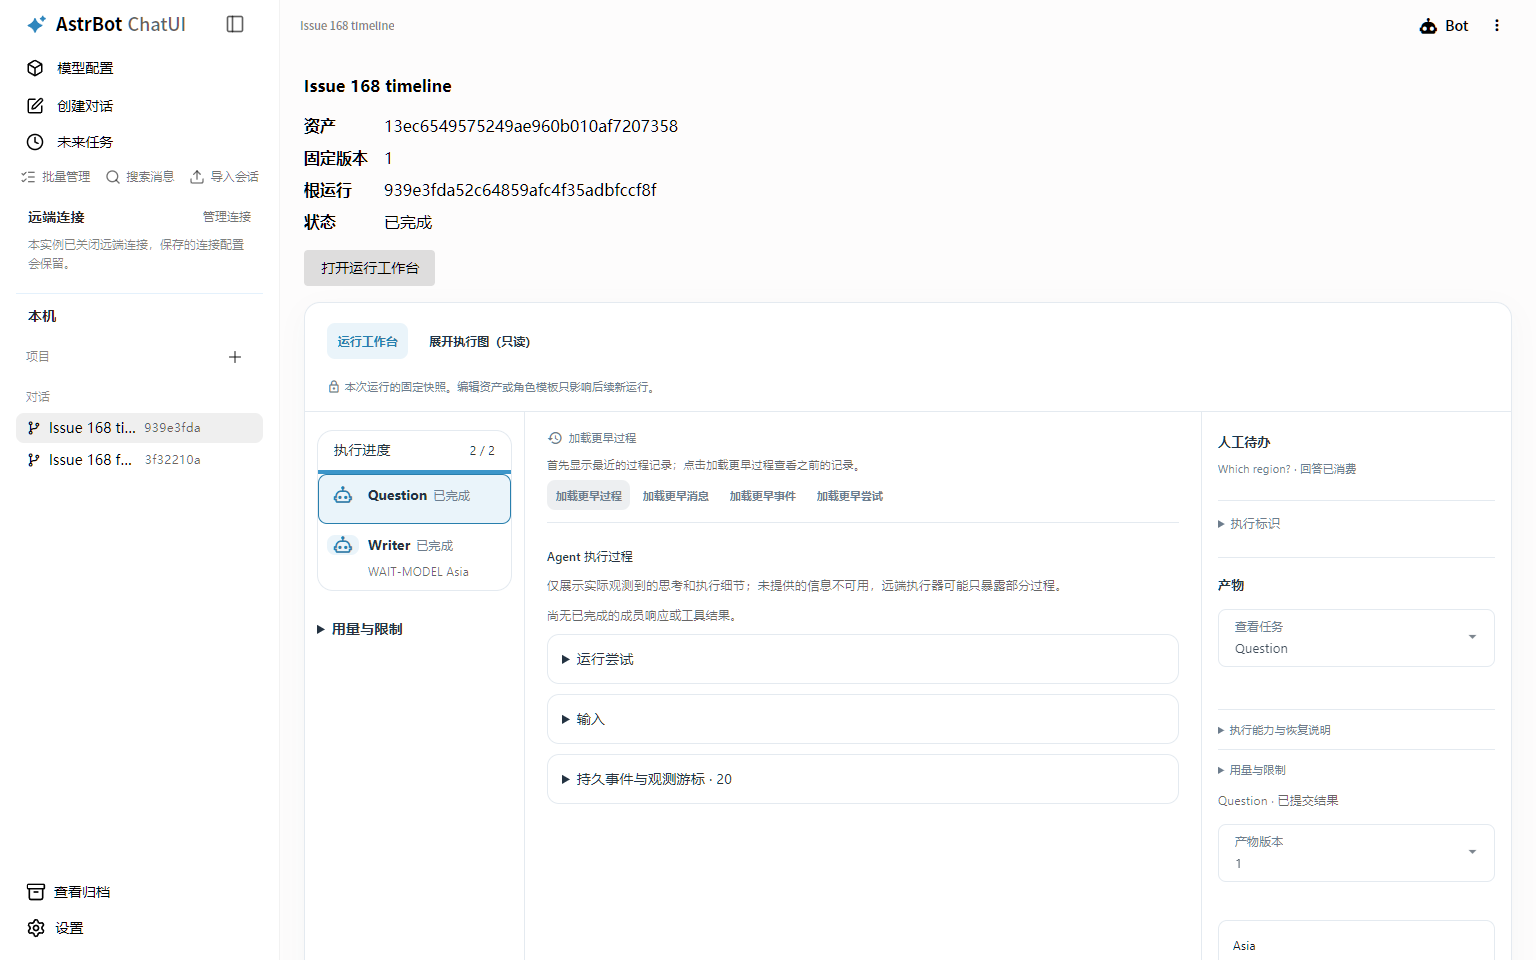 AstrBot ChatUI
模型配置
创建对话
未来任务
批量管理 搜索消息 导入会话
远端连接 管理连接
本实例已关闭远端连接，保存的连接配置
会保留。
本机
项目
对话
Issue 168 ti... 939e3fda
Issue 168 f... 3f32210a
查看归档
设置
Issue 168 timeline
Bot
Issue 168 timeline
资产 13ec6549575249ae960b010af7207358
固定版本 1
根运行 939e3fda52c64859afc4f35adbfccf8f
状态 已完成
打开运行工作台
运行工作台 展开执行图（只读）
本次运行的固定快照。编辑资产或角色模板只影响后续新运行。
执行进度 2 / 2
Question 已完成
Writer 已完成
WAIT-MODEL Asia
用量与限制
加载更早过程
首先显示最近的过程记录；点击加载更早过程查看之前的记录。
加载更早过程 加载更早消息 加载更早事件 加载更早尝试
Agent 执行过程
仅展示实际观测到的思考和执行细节；未提供的信息不可用，远端执行器可能只暴露部分过程。
尚无已完成的成员响应或工具结果。
运行尝试
输入
持久事件与观测游标 · 20
人工待办
Which region? · 回答已消费
执行标识
产物
查看任务
Question
执行能力与恢复说明
用量与限制
Question · 已提交结果
产物版本
1
Asia